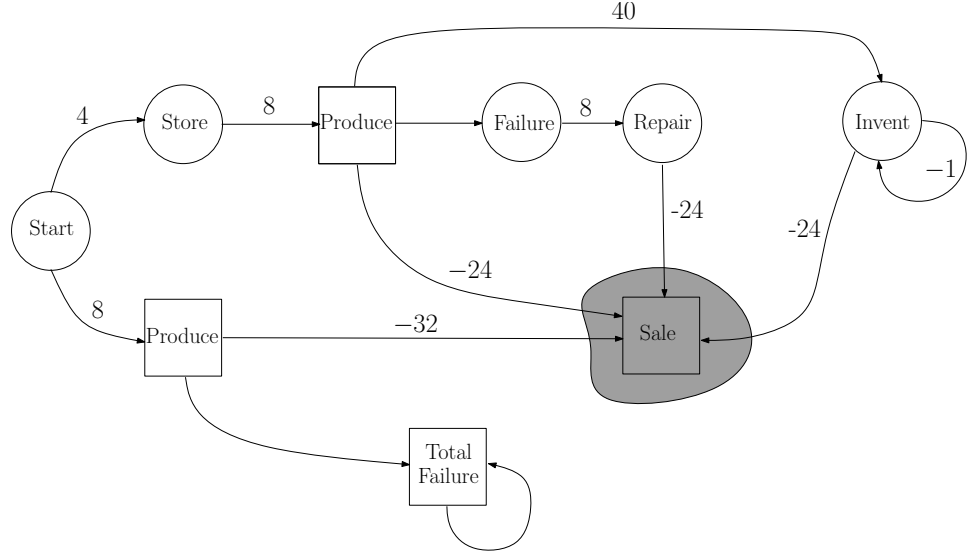 40
4
Store
8
Produce
Failure
8
Repair
Invent
−1
Start
-24
-24
8
Produce
−24
−32
Sale
Total
Failure